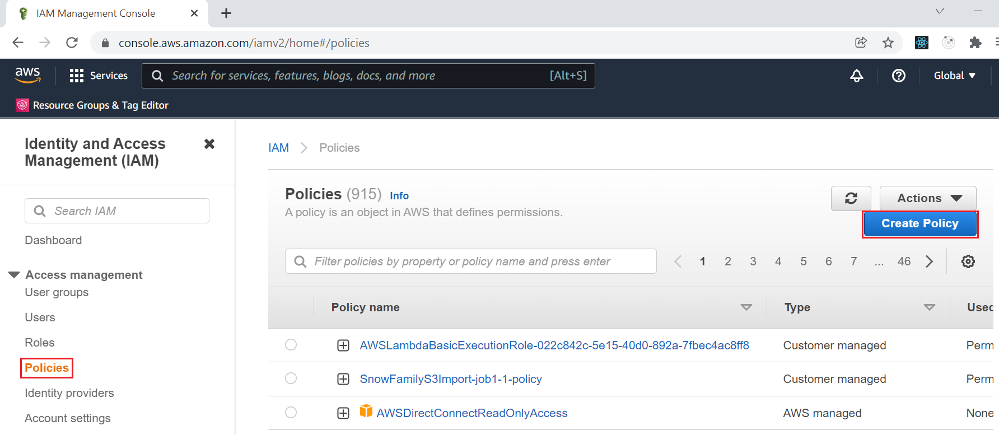 IAM Management Console
console.aws.amazon.com/iamv2/home#/policies
aws
Services
Search for services, features, blogs, docs, and more
[Alt+S]
Global
Resource Groups & Tag Editor
Identity and Access
Management (IAM)
Search IAM
Dashboard
Access management
User groups
Users
Roles
Policies
Identity providers
Account settings
IAM
Policies
Policies (915) Info
A policy is an object in AWS that defines permissions.
Actions
Create Policy
Filter policies by property or policy name and press enter
1 2 3 4 5 6 7 ... 46
Policy name
Type
Used
AWSLambdaBasicExecutionRole-022c842c-5e15-40d0-892a-7fbec4ac8ff8
Customer managed
Perm
SnowFamilyS3Import-job1-1-policy
Customer managed
Perm
AWSDirectConnectReadOnlyAccess
AWS managed
None